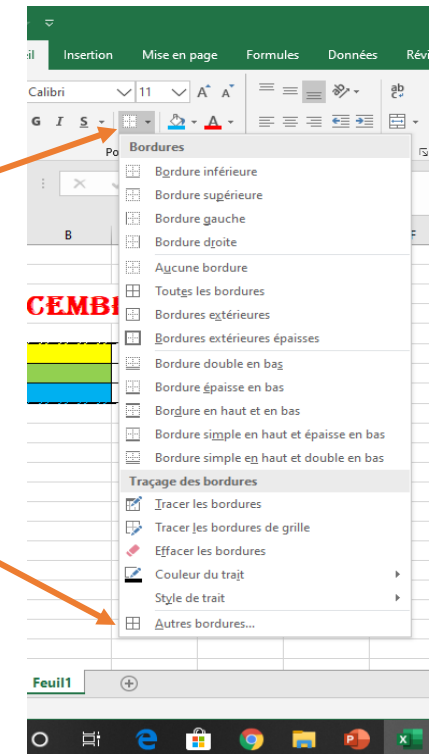 il Insertion Mise en page Formules Données Révi
Calibri 11 A A ab
G I S A
Po
Bordures
Bordure inférieure
Bordure supérieure
Bordure gauche
Bordure droite
B F
Aucune bordure
Toutes les bordures
Bordures extérieures
CEMB
Bordures extérieures épaisses
Bordure double en bas
Bordure épaisse en bas
Bordure en haut et en bas
Bordure simple en haut et épaisse en bas
Bordure simple en haut et double en bas
Traçage des bordures
Tracer les bordures
Tracer les bordures de grille
Effacer les bordures
Couleur du trait
Style de trait
Autres bordures...
Feuil1